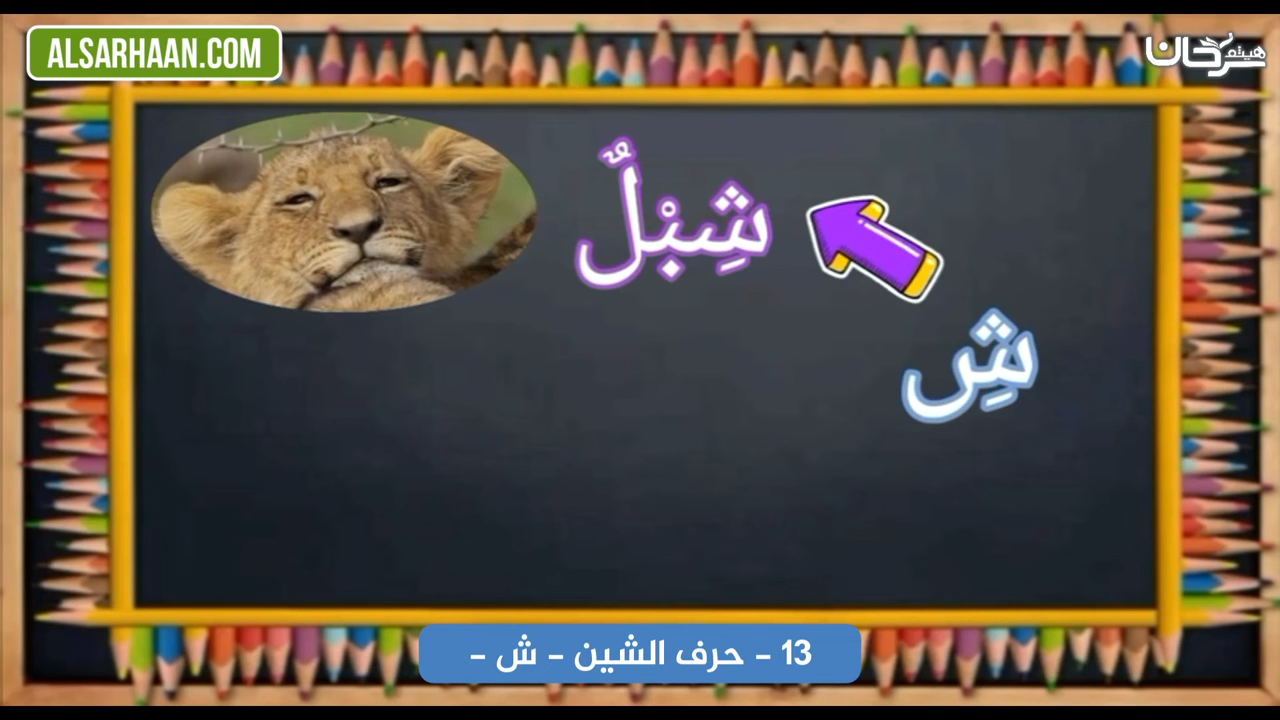 ALSARHAAN.COM
هيثم سرحان
شِبْلٌ
شِ
13 - حرف الشين - ش -